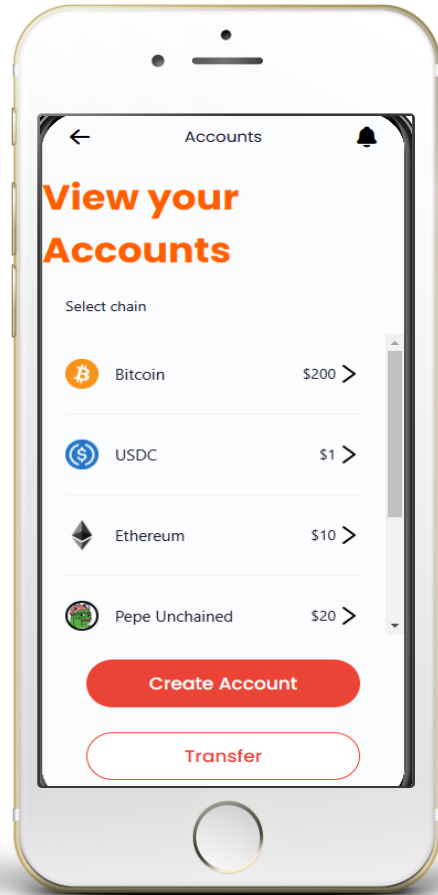 Accounts
View your
Accounts
Select chain
Bitcoin
$200
USDC
$1
Ethereum
$10
Pepe Unchained
$20
Create Account
Transfer